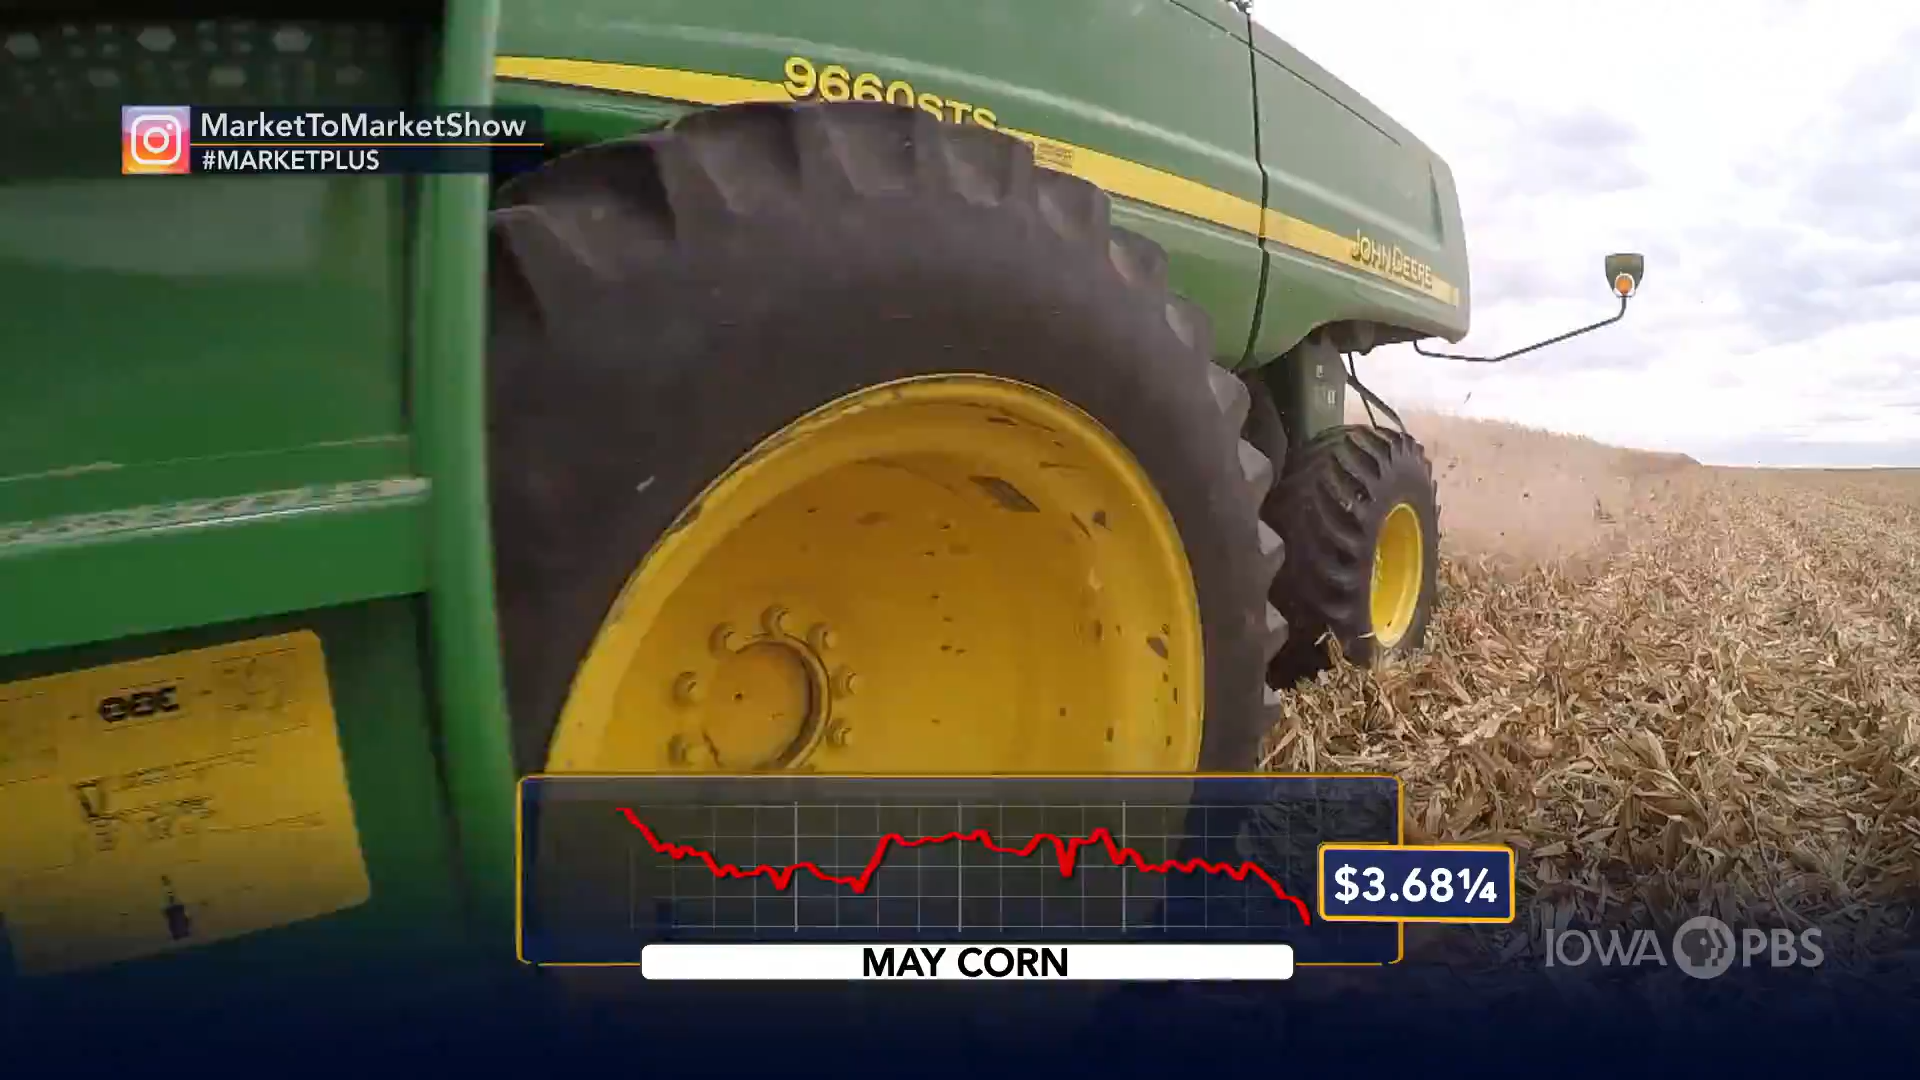 9660STS
MarketToMarketShow
#MARKETPLUS
JOHN DEERE
$3.68¼
IOWA PBS
MAY CORN